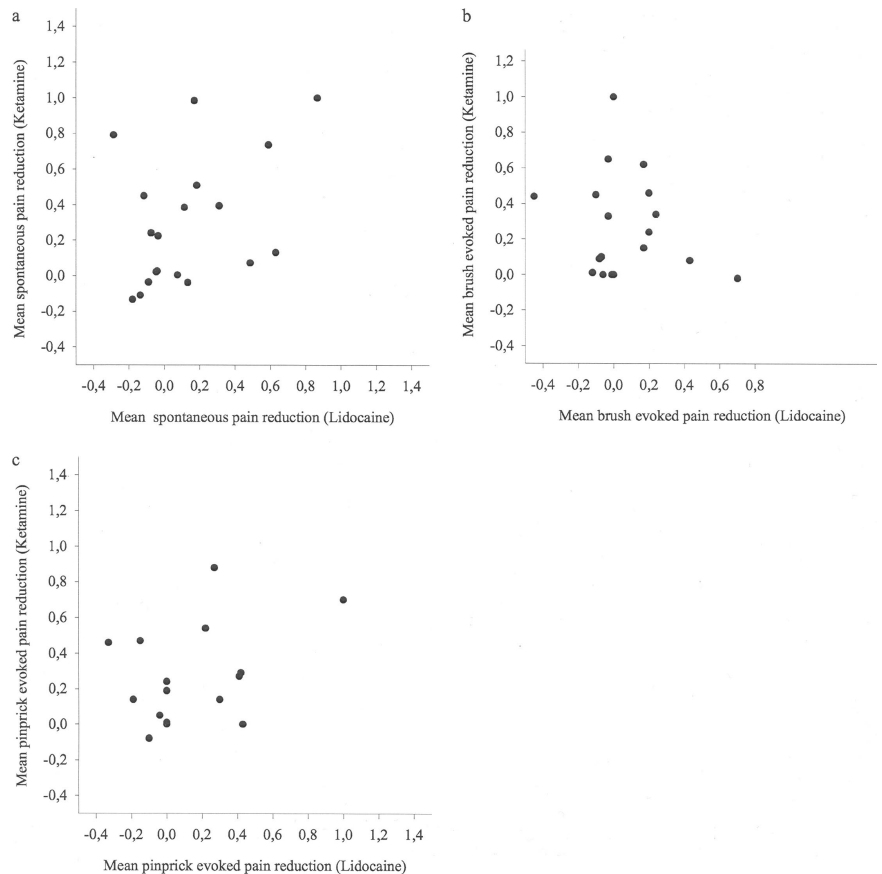 a
1,4
1,2
1,0
0,8
0,6
0,4
0,2
0,0
-0,2
-0,4
Mean spontaneous pain reduction (Ketamine)
-0,4 -0,2 0,0 0,2 0,4 0,6 0,8 1,0 1,2 1,4
Mean spontaneous pain reduction (Lidocaine)
b
1,2
1,0
0,8
0,6
0,4
0,2
0,0
-0,2
-0,4
Mean brush evoked pain reduction (Ketamine)
-0,4 -0,2 0,0 0,2 0,4 0,6 0,8
Mean brush evoked pain reduction (Lidocaine)
c
1,4
1,2
1,0
0,8
0,6
0,4
0,2
0,0
-0,2
-0,4
Mean pinprick evoked pain reduction (Ketamine)
-0,4 -0,2 0,0 0,2 0,4 0,6 0,8 1,0 1,2 1,4
Mean pinprick evoked pain reduction (Lidocaine)